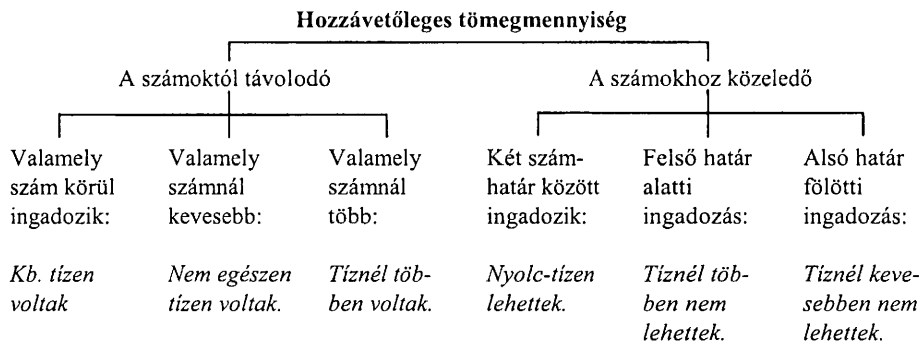 Hozzávetőleges tömegmennyiség
A számoktól távolodó
A számokhoz közeledő
Valamely
szám körül
ingadozik:
Valamely
számnál
kevesebb:
Valamely
számnál
több:
Két szám-
határ között
ingadozik:
Felső határ
alatti
ingadozás:
Alsó határ
fölötti
ingadozás:
Kb. tízen
voltak
Nem egészen
tízen voltak.
Tíznél töb-
ben voltak.
Nyolc-tízen
lehettek.
Tíznél töb-
ben nem
lehettek.
Tíznél keve-
sebben nem
lehettek.